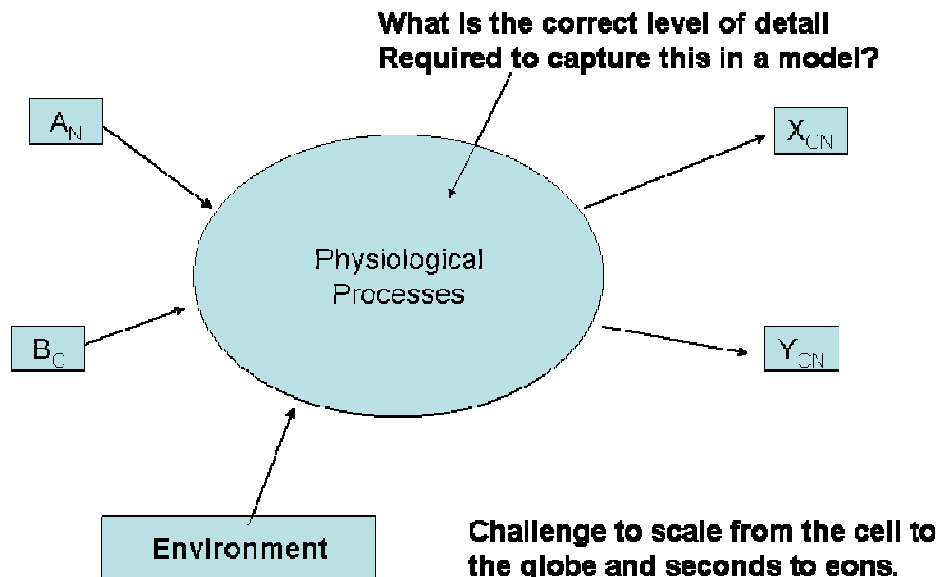 What is the correct level of detail
Required to capture this in a model?
A_N
X_CN
Physiological
Processes
B_C
Y_CN
Environment
Challenge to scale from the cell to
the globe and seconds to eons.